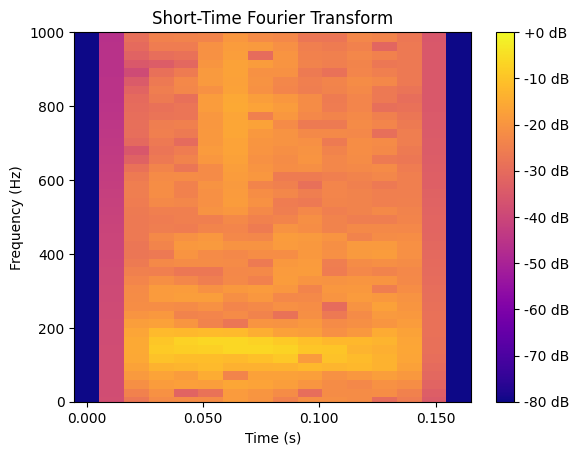 Short-Time Fourier Transform
Frequency (Hz)
1000
800
600
400
200
0
0.000
0.050
0.100
0.150
Time (s)
+0 dB
-10 dB
-20 dB
-30 dB
-40 dB
-50 dB
-60 dB
-70 dB
-80 dB